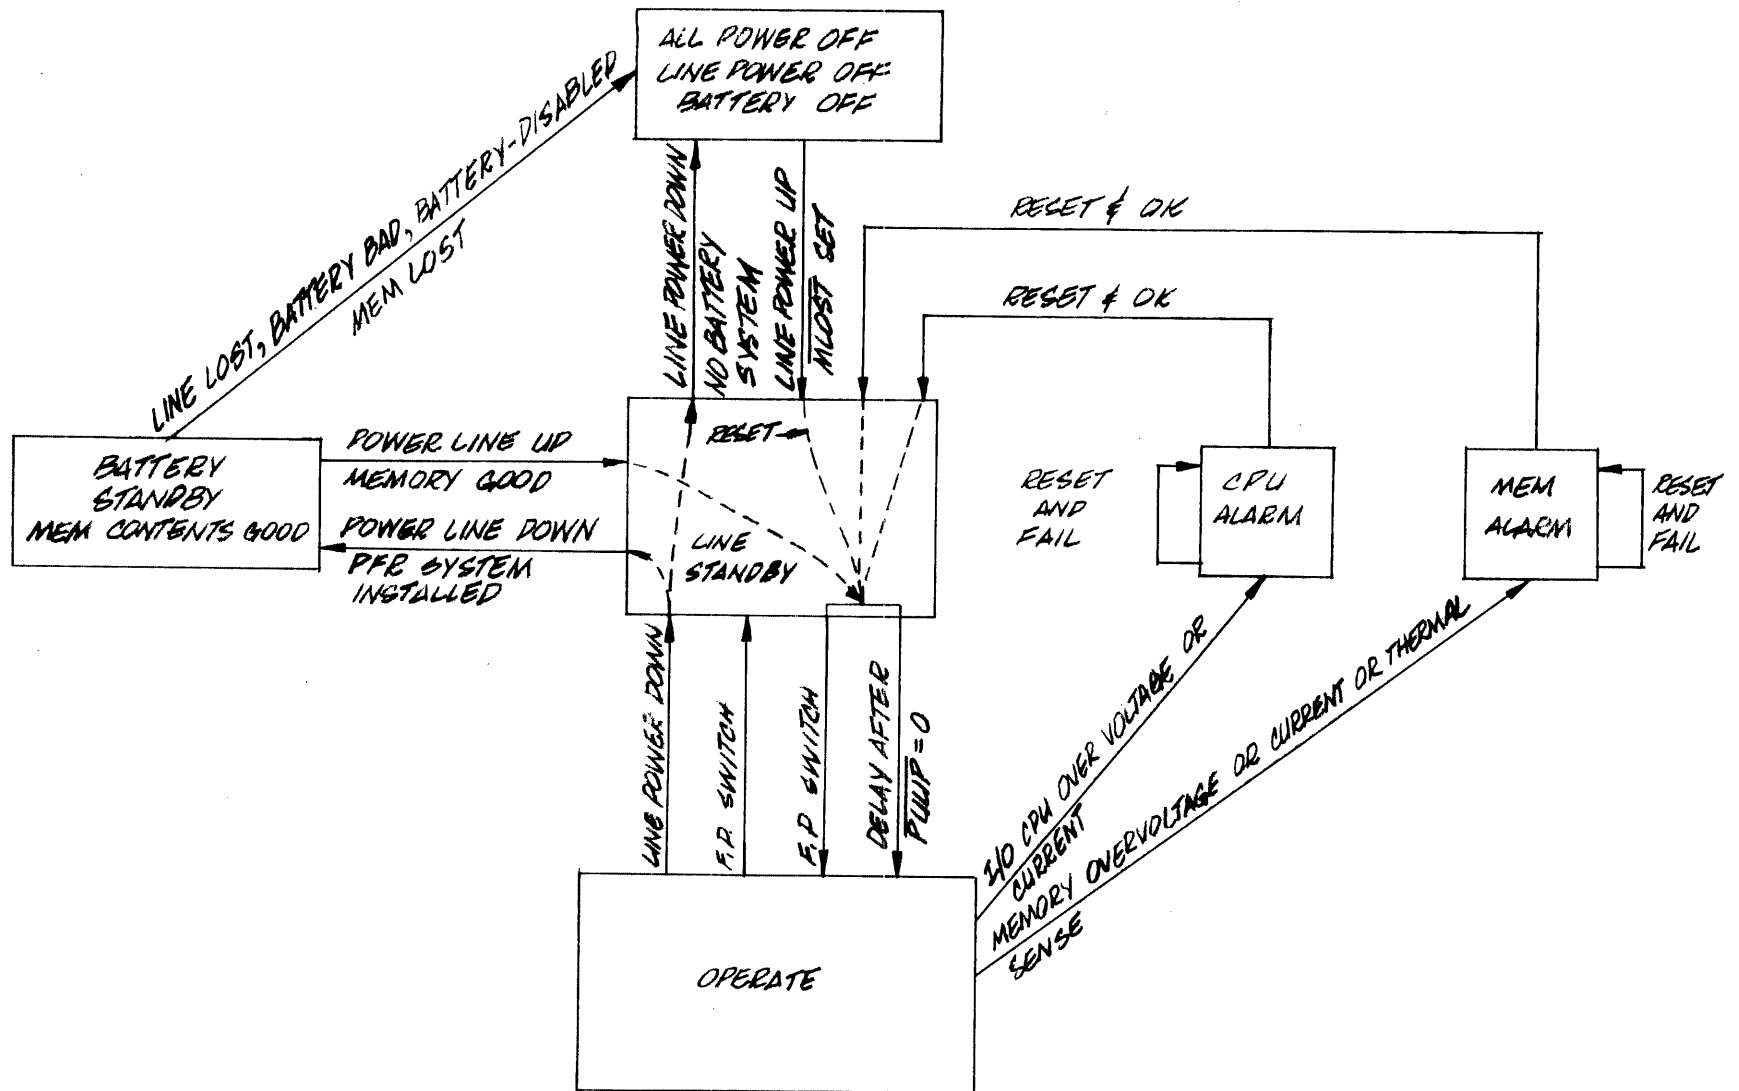 ALL POWER OFF
LINE POWER OFF
BATTERY OFF
LINE LOST, BATTERY BAD, BATTERY-DISABLED
MEM LOST
LINE POWER DOWN
NO BATTERY
SYSTEM
LINE POWER UP
MLOST SET
RESET & OK
RESET & OK
BATTERY
STANDBY
MEM CONTENTS GOOD
POWER LINE UP
MEMORY GOOD
POWER LINE DOWN
PFR SYSTEM
INSTALLED
RESET
LINE
STANDBY
RESET
AND
FAIL
CPU
ALARM
MEM
ALARM
RESET
AND
FAIL
LINE POWER DOWN
F.P. SWITCH
F.P SWITCH
DELAY AFTER
PUUP=0
I/O CPU OVER VOLTAGE OR
CURRENT
MEMORY OVERVOLTAGE OR CURRENT OR THERMAL
SENSE
OPERATE